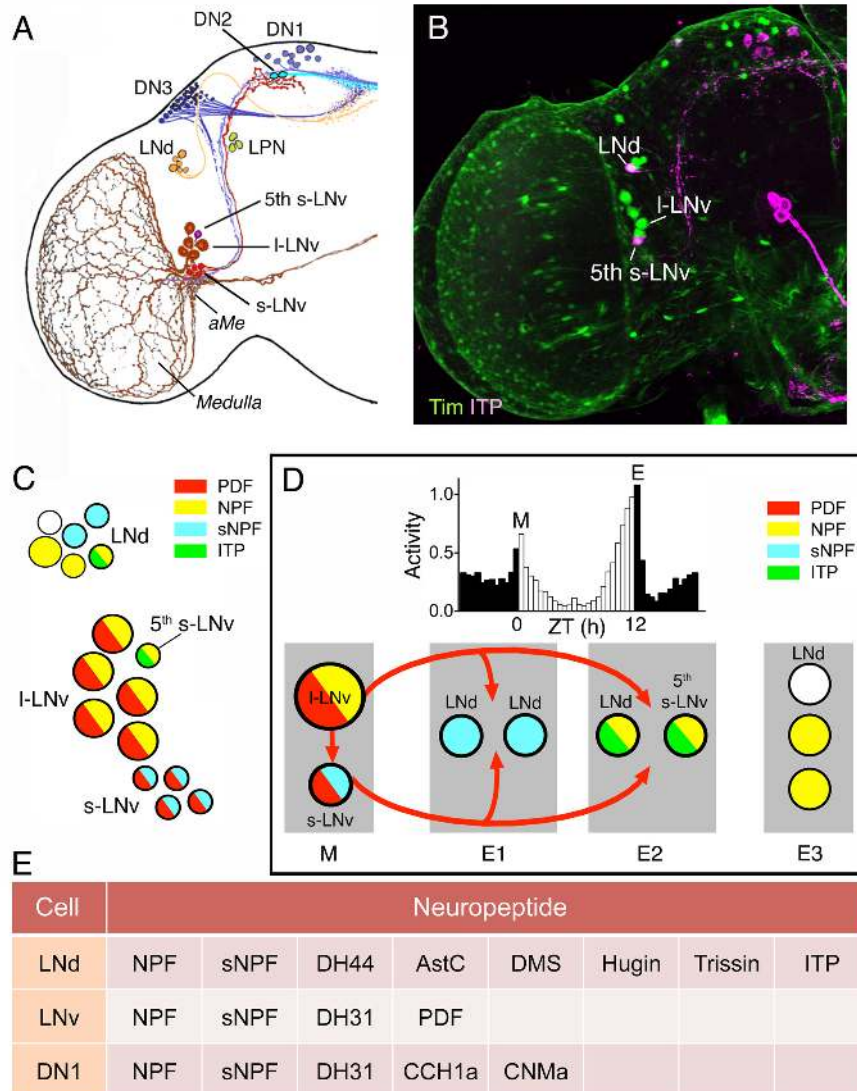 A
DN2
DN1
DN3
LNd
LPN
5th s-LNv
l-LNv
s-LNv
aMe
Medulla
B
LNd
l-LNv
5th s-LNv
Tim ITP
C
PDF
NPF
sNPF
ITP
LNd
5th
s-LNv
l-LNv
s-LNv
D
M
E
Activity
1.0
0.5
0.0
0
ZT (h)
12
PDF
NPF
sNPF
ITP
l-LNv
s-LNv
M
LNd LNd
E1
LNd
5th
s-LNv
E2
LNd
E3
E
Cell Neuropeptide
LNd NPF sNPF DH44 AstC DMS Hugin Trissin ITP
LNv NPF sNPF DH31 PDF
DN1 NPF sNPF DH31 CCH1a CNMa